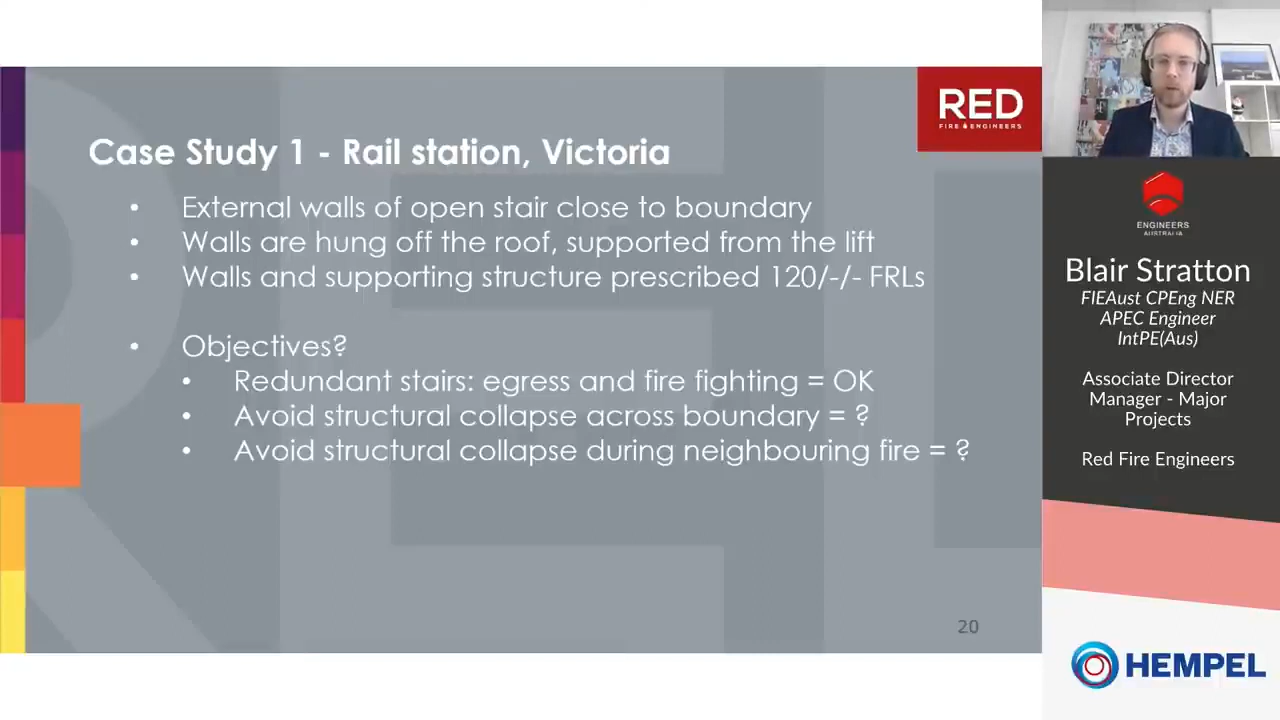 RED
FIRE ENGINEERS
Case Study 1 - Rail station, Victoria
• External walls of open stair close to boundary
• Walls are hung off the roof, supported from the lift
• Walls and supporting structure prescribed 120/-/- FRLs
• Objectives?
• Redundant stairs: egress and fire fighting = OK
• Avoid structural collapse across boundary = ?
• Avoid structural collapse during neighbouring fire = ?
20
ENGINEERS
AUSTRALIA
Blair Stratton
FIEAust CPEng NER
APEC Engineer
IntPE(Aus)
Associate Director
Manager - Major
Projects
Red Fire Engineers
HEMPEL